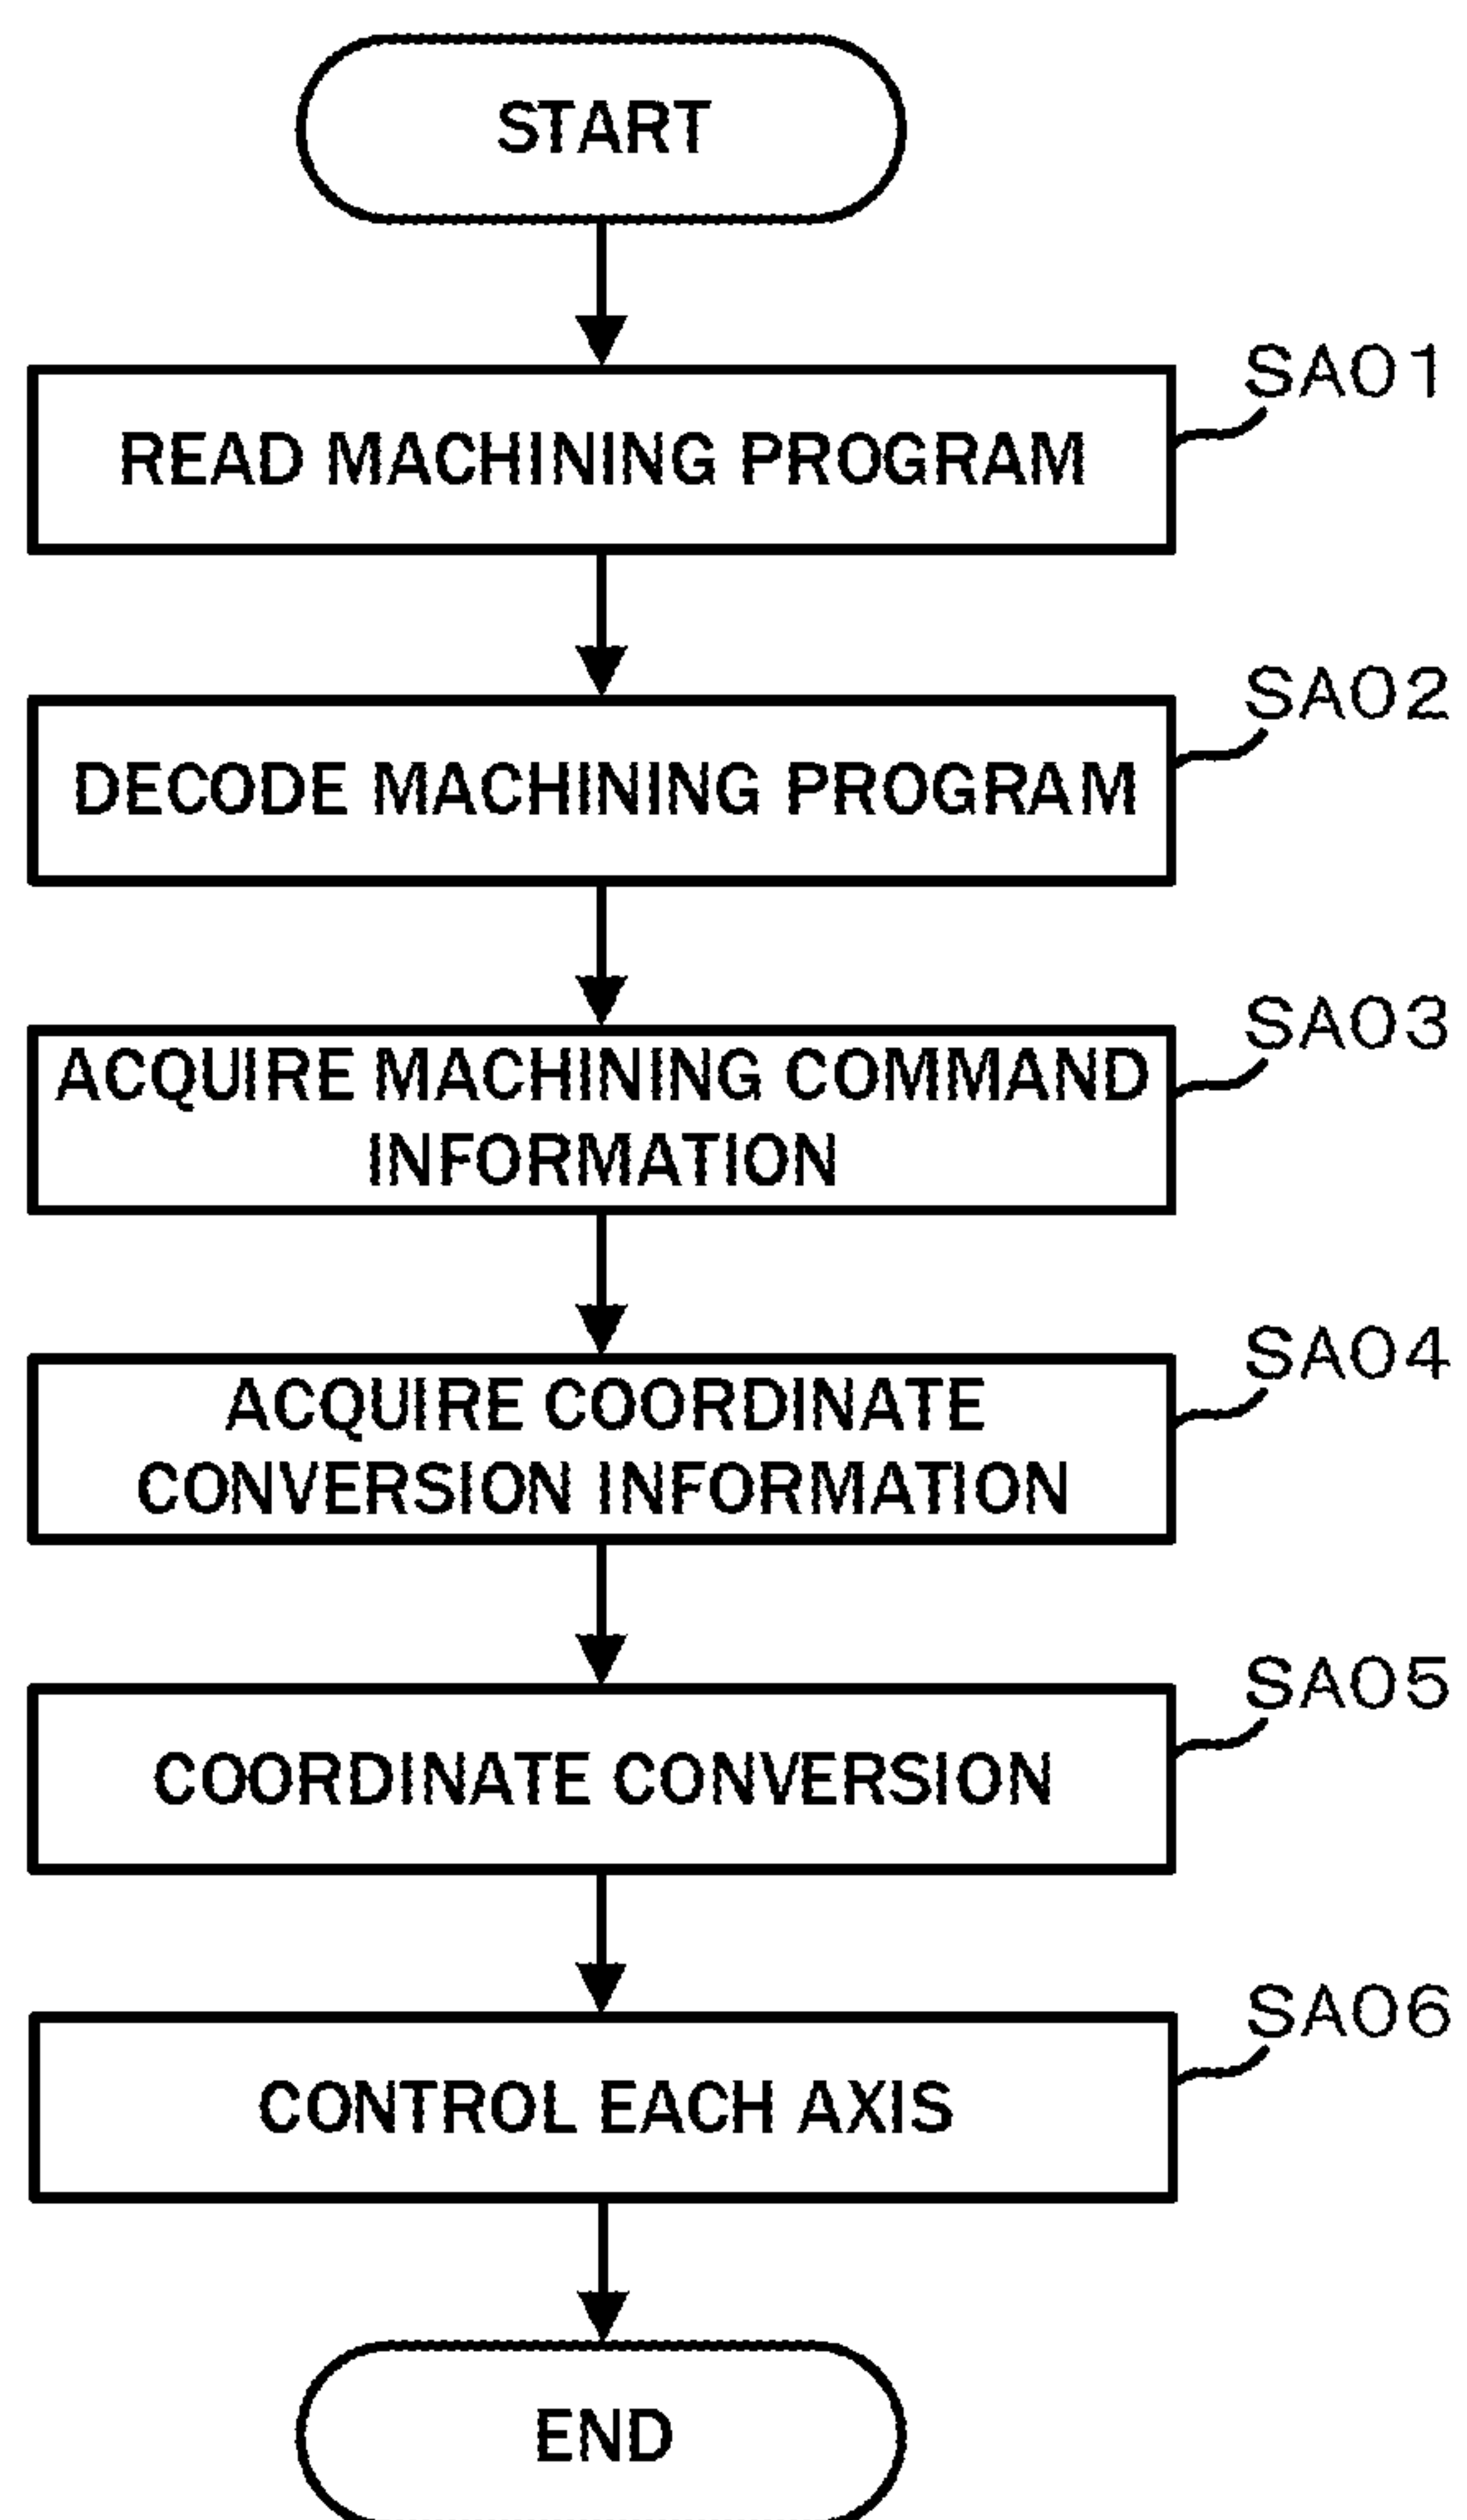 START
SA01
READ MACHINING PROGRAM
SA02
DECODE MACHINING PROGRAM
SA03
ACQUIRE MACHINING COMMAND
INFORMATION
SA04
ACQUIRE COORDINATE
CONVERSION INFORMATION
SA05
COORDINATE CONVERSION
SA06
CONTROL EACH AXIS
END